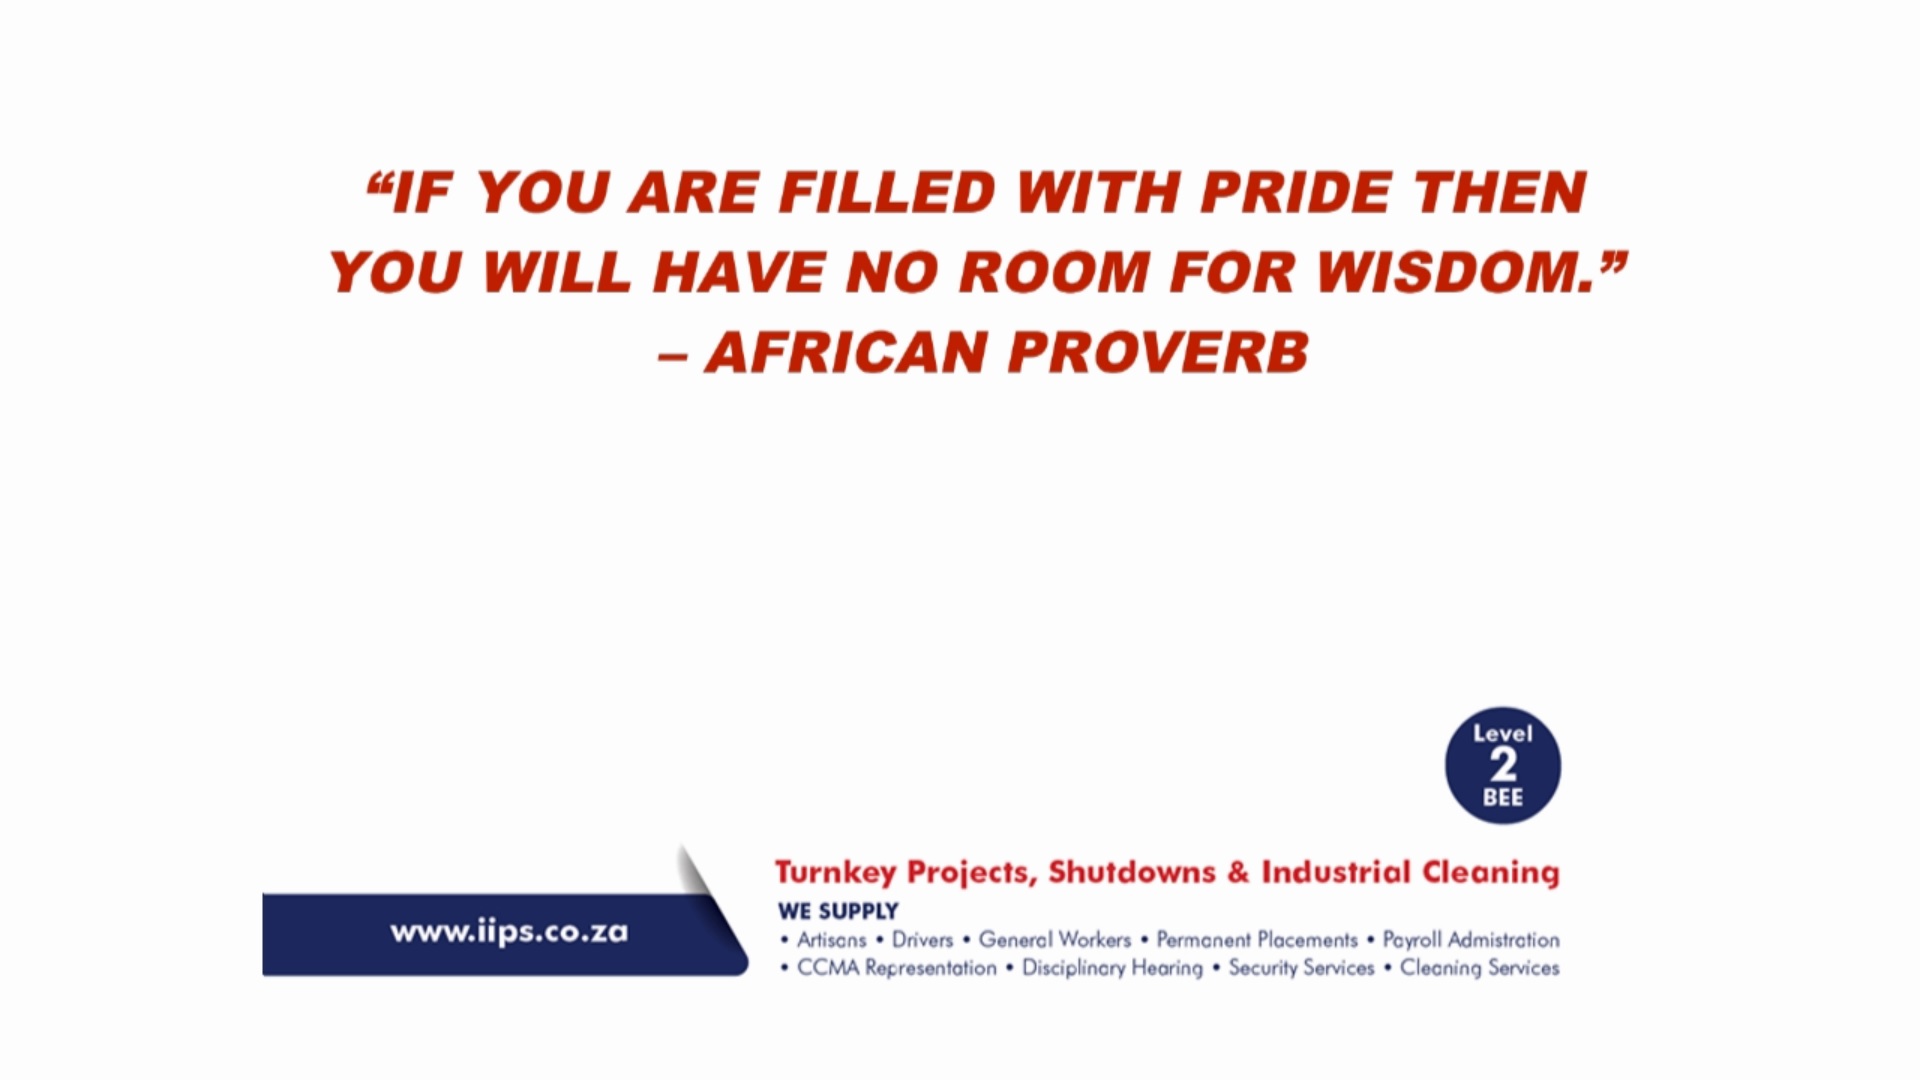 “IF YOU ARE FILLED WITH PRIDE THEN
YOU WILL HAVE NO ROOM FOR WISDOM.”
– AFRICAN PROVERB
Level
2
BEE
Turnkey Projects, Shutdowns & Industrial Cleaning
WE SUPPLY
• Artisans • Drivers • General Workers • Permanent Placements • Payroll Admistration
• CCMA Representation • Disciplinary Hearing • Security Services • Cleaning Services
www.iips.co.za